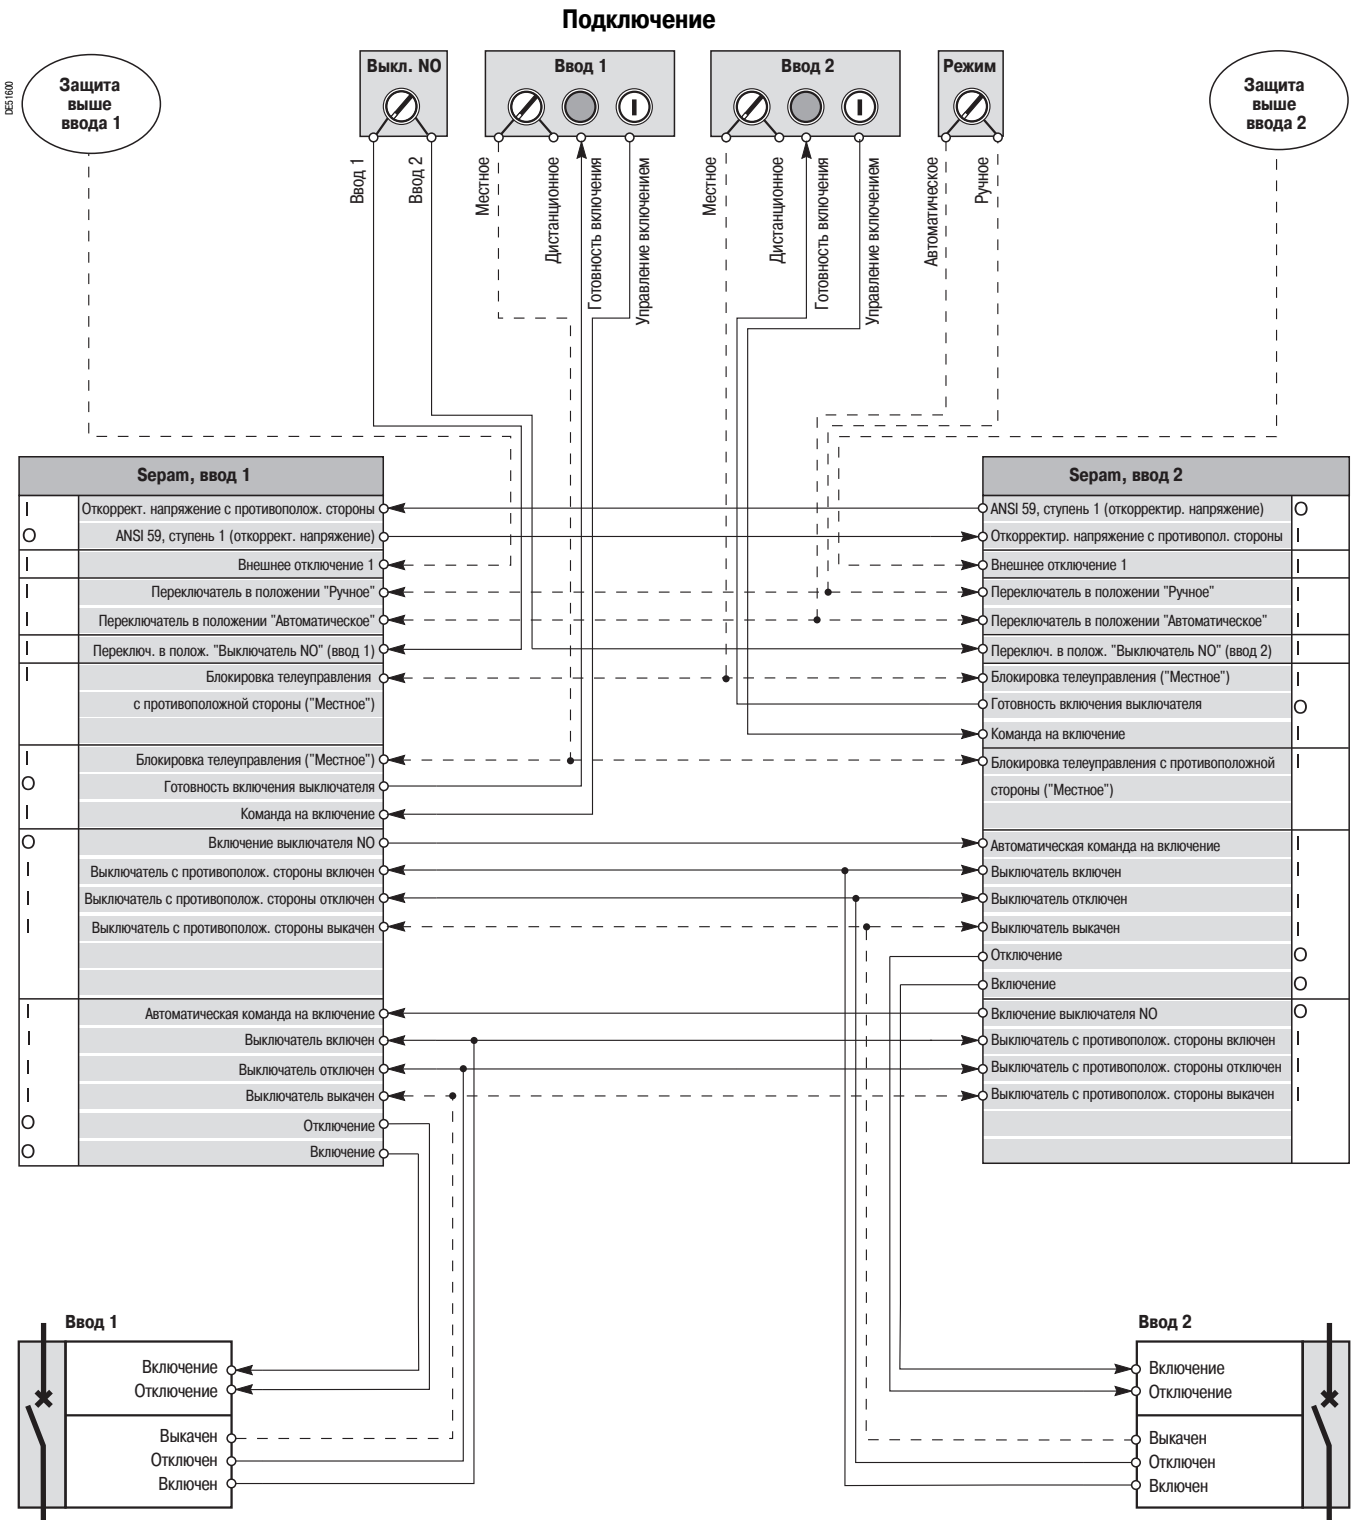 Подключение
DE51600
Защита
выше
ввода 1
Выкл. NO
Ввод 1
Ввод 2
Режим
Защита
выше
ввода 2
Ввод 1
Ввод 2
Местное
Дистанционное
Готовность включения
Управление включением
Местное
Дистанционное
Готовность включения
Управление включением
Автоматическое
Ручное
Sepam, ввод 1
I Откоррект. напряжение с противополож. стороны
O ANSI 59, ступень 1 (откоррект. напряжение)
I Внешнее отключение 1
I Переключатель в положении "Ручное"
I Переключатель в положении "Автоматическое"
I Переключ. в полож. "Выключатель NO" (ввод 1)
I Блокировка телеуправления
с противоположной стороны ("Местное")
I Блокировка телеуправления ("Местное")
O Готовность включения выключателя
I Команда на включение
O Включение выключателя NO
I Выключатель с противополож. стороны включен
I Выключатель с противополож. стороны отключен
I Выключатель с противополож. стороны выкачен
I Автоматическая команда на включение
I Выключатель включен
I Выключатель отключен
I Выключатель выкачен
O Отключение
O Включение
Sepam, ввод 2
ANSI 59, ступень 1 (откорректир. напряжение) O
Откорректир. напряжение с противопол. стороны I
Внешнее отключение 1 I
Переключатель в положении "Ручное" I
Переключатель в положении "Автоматическое" I
Переключ. в полож. "Выключатель NO" (ввод 2) I
Блокировка телеуправления ("Местное") I
Готовность включения выключателя O
Команда на включение I
Блокировка телеуправления с противоположной I
стороны ("Местное")
Автоматическая команда на включение I
Выключатель включен I
Выключатель отключен I
Выключатель выкачен I
Отключение O
Включение O
Включение выключателя NO O
Выключатель с противополож. стороны включен I
Выключатель с противополож. стороны отключен I
Выключатель с противополож. стороны выкачен I
Ввод 1
Включение
Отключение
Выкачен
Отключен
Включен
Ввод 2
Включение
Отключение
Выкачен
Отключен
Включен